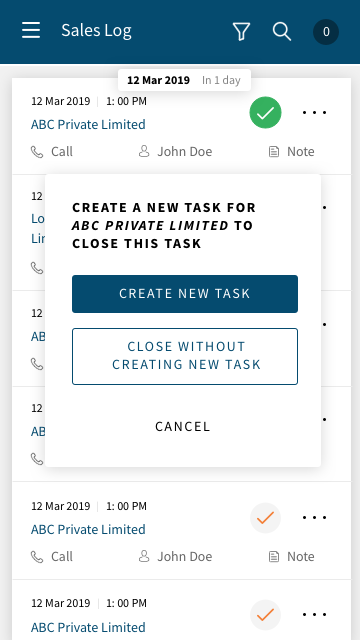 Sales Log
0
12 Mar 2019 In 1 day
12 Mar 2019 1: 00 PM
ABC Private Limited
Call John Doe Note
12
Lo
Lir
CREATE A NEW TASK FOR
ABC PRIVATE LIMITED TO
CLOSE THIS TASK
CREATE NEW TASK
12
AB
CLOSE WITHOUT
CREATING NEW TASK
12
AB
CANCEL
12 Mar 2019 1: 00 PM
ABC Private Limited
Call John Doe Note
12 Mar 2019 1: 00 PM
ABC Private Limited